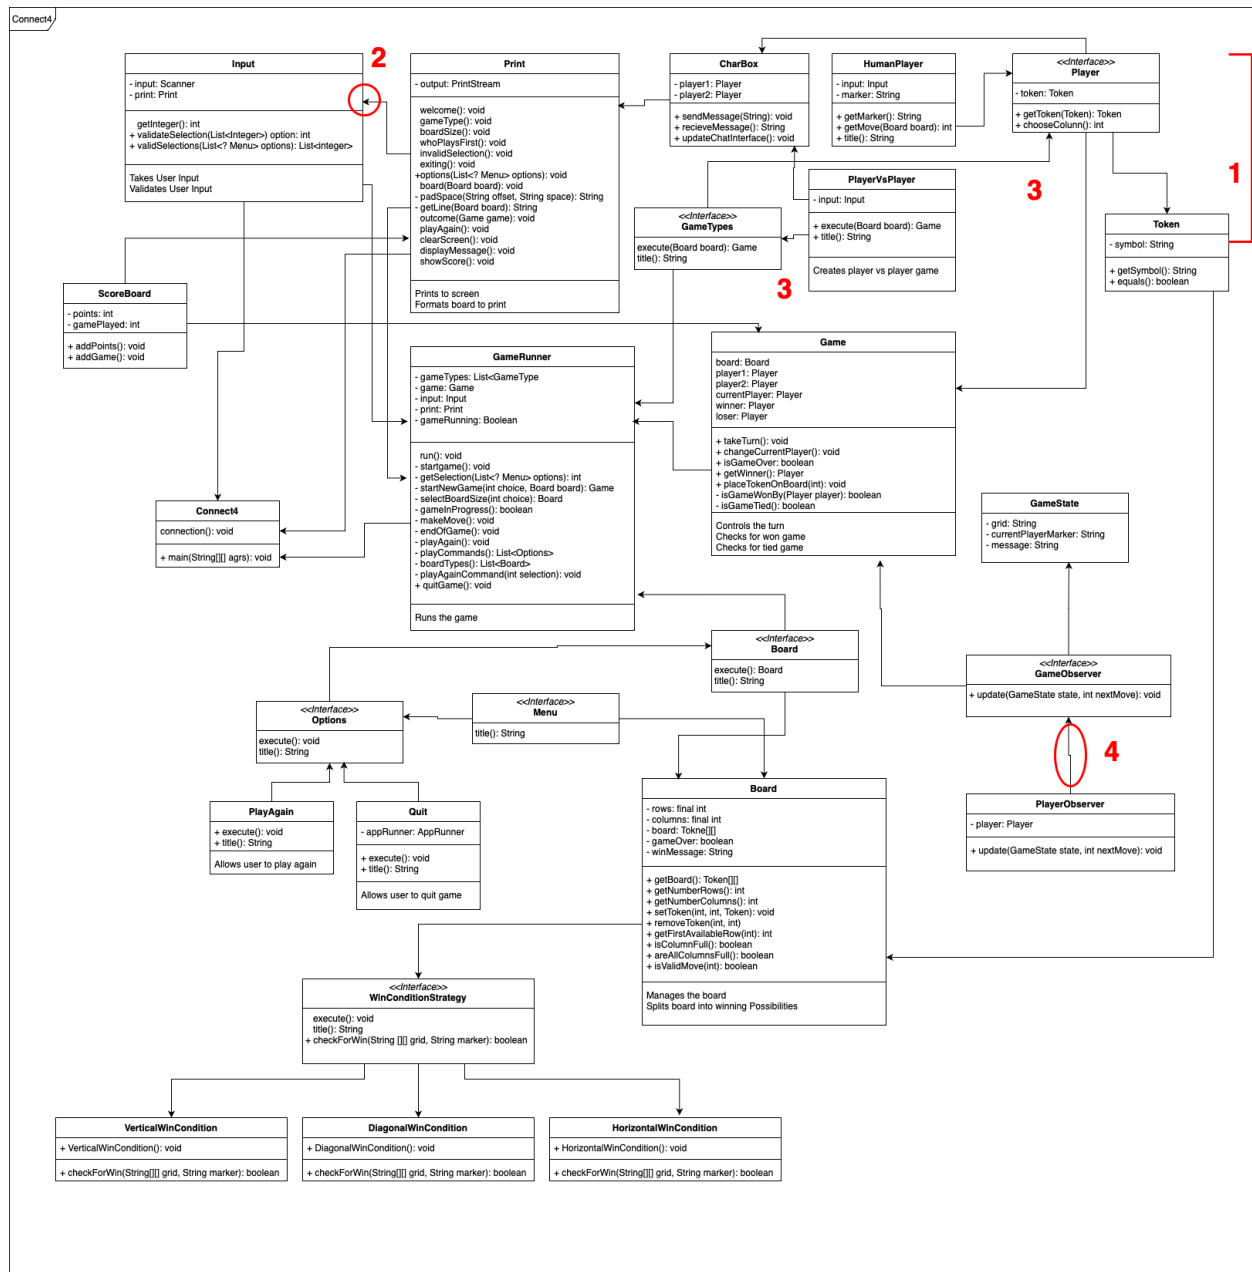 Connect4
Input
- input: Scanner
- print: Print
getInteger(): int
+ validateSelection(List<Integer>) option: int
+ validSelections(List<? Menu> options): List<integer>
Takes User Input
Validates User Input
2
Print
- output: PrintStream
welcome(): void
gameType(): void
boardSize(): void
whoPlaysFirst(): void
invalidSelection(): void
exiting(): void
+options(List<? Menu> options): void
board(Board board): void
- padSpace(String offset, String space): String
- getLine(Board board): String
outcome(Game game): void
playAgain(): void
clearScreen(): void
displayMessage(): void
showScore(): void
Prints to screen
Formats board to print
CharBox
- player1: Player
- player2: Player
+ sendMessage(String): void
+ recieveMessage(): String
+ updateChatInterface(): void
HumanPlayer
- input: Input
- marker: String
+ getMarker(): String
+ getMove(Board board): int
+ title(): String
<<Interface>>
Player
- token: Token
+ getToken(Token): Token
+ chooseColunn(): int
1
3
PlayerVsPlayer
- input: Input
+ execute(Board board): Game
+ title(): String
Creates player vs player game
<<Interface>>
GameTypes
execute(Board board): Game
title(): String
3
Token
- symbol: String
+ getSymbol(): String
+ equals(): boolean
ScoreBoard
- points: int
- gamePlayed: int
+ addPoints(): void
+ addGame(): void
GameRunner
- gameTypes: List<GameType
- game: Game
- input: Input
- print: Print
- gameRunning: Boolean
run(): void
- startgame(): void
- getSelection(List<? Menu> options): int
- startNewGame(int choice, Board board): Game
- selectBoardSize(int choice): Board
- gameInProgress(): boolean
- makeMove(): void
- endOfGame(): void
- playAgain(): void
- playCommands(): List<Options>
- boardTypes(): List<Board>
- playAgainCommand(int selection): void
+ quitGame(): void
Runs the game
Game
board: Board
player1: Player
player2: Player
currentPlayer: Player
winner: Player
loser: Player
+ takeTurn(): void
+ changeCurrentPlayer(): void
+ isGameOver: boolean
+ getWinner(): Player
+ placeTokenOnBoard(int): void
- isGameWonBy(Player player): boolean
- isGameTied(): boolean
Controls the turn
Checks for won game
Checks for tied game
Connect4
connection(): void
+ main(String[][] agrs): void
GameState
- grid: String
- currentPlayerMarker: String
- message: String
<<Interface>>
Board
execute(): Board
title(): String
<<Interface>>
GameObserver
+ update(GameState state, int nextMove): void
<<Interface>>
Options
execute(): void
title(): String
<<Interface>>
Menu
title(): String
4
PlayerObserver
- player: Player
+ update(GameState state, int nextMove): void
PlayAgain
+ execute(): void
+ title(): String
Allows user to play again
Quit
- appRunner: AppRunner
+ execute(): void
+ title(): String
Allows user to quit game
Board
- rows: final int
- columns: final int
- board: Tokne[][]
- gameOver: boolean
- winMessage: String
+ getBoard(): Token[][]
+ getNumberRows(): int
+ getNumberColumns(): int
+ setToken(int, int, Token): void
+ removeToken(int, int)
+ getFirstAvailableRow(int): int
+ isColumnFull(): boolean
+ areAllColumnsFull(): boolean
+ isValidMove(int): boolean
Manages the board
Splits board into winning Possibilities
<<Interface>>
WinConditionStrategy
execute(): void
title(): String
+ checkForWin(String [][] grid, String marker): boolean
VerticalWinCondition
+ VerticalWinCondition(): void
+ checkForWin(String[][] grid, String marker): boolean
DiagonalWinCondition
+ DiagonalWinCondition(): void
+ checkForWin(String[][] grid, String marker): boolean
HorizontalWinCondition
+ HorizontalWinCondition(): void
+ checkForWin(String[][] grid, String marker): boolean